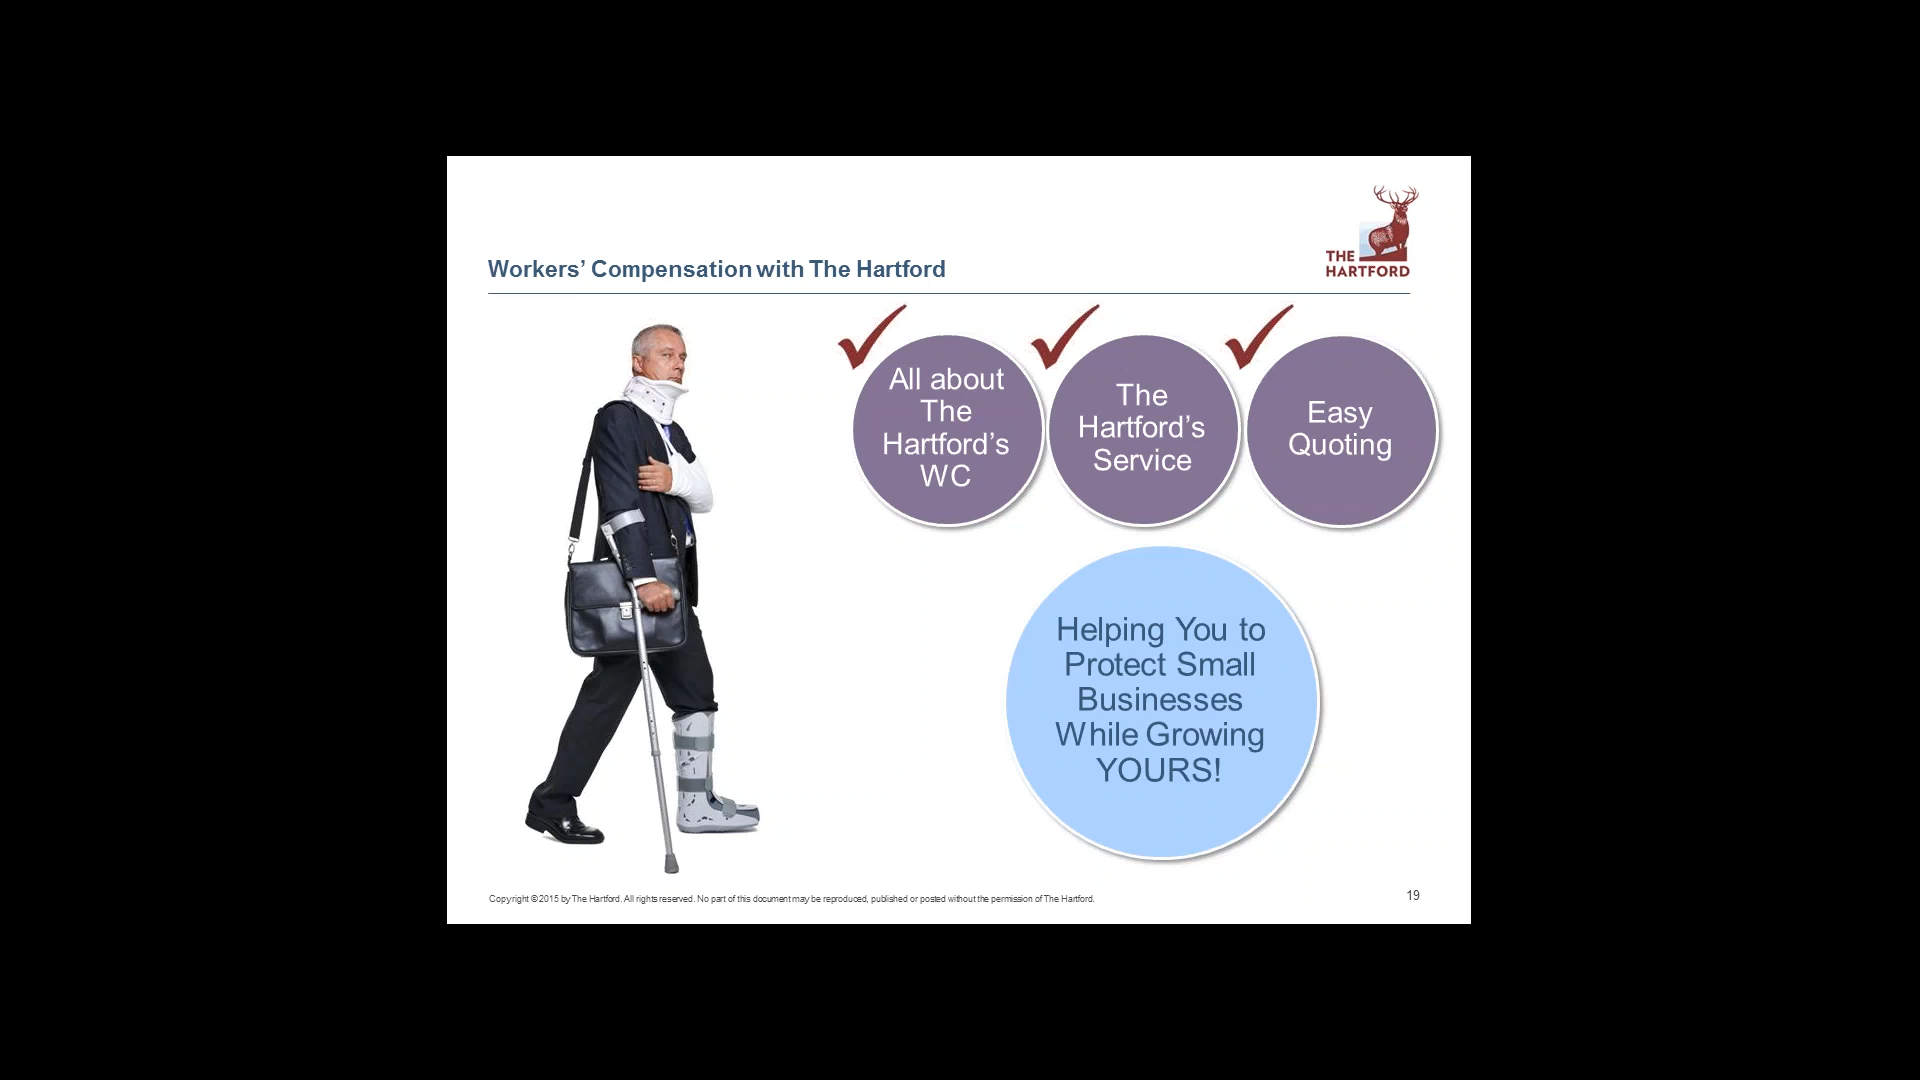 THE
HARTFORD
Workers’ Compensation with The Hartford
All about
The
Hartford’s
WC
The
Hartford’s
Service
Easy
Quoting
Helping You to
Protect Small
Businesses
While Growing
YOURS!
Copyright © 2015 by The Hartford. All rights reserved. No part of this document may be reproduced, published or posted without the permission of The Hartford.
19